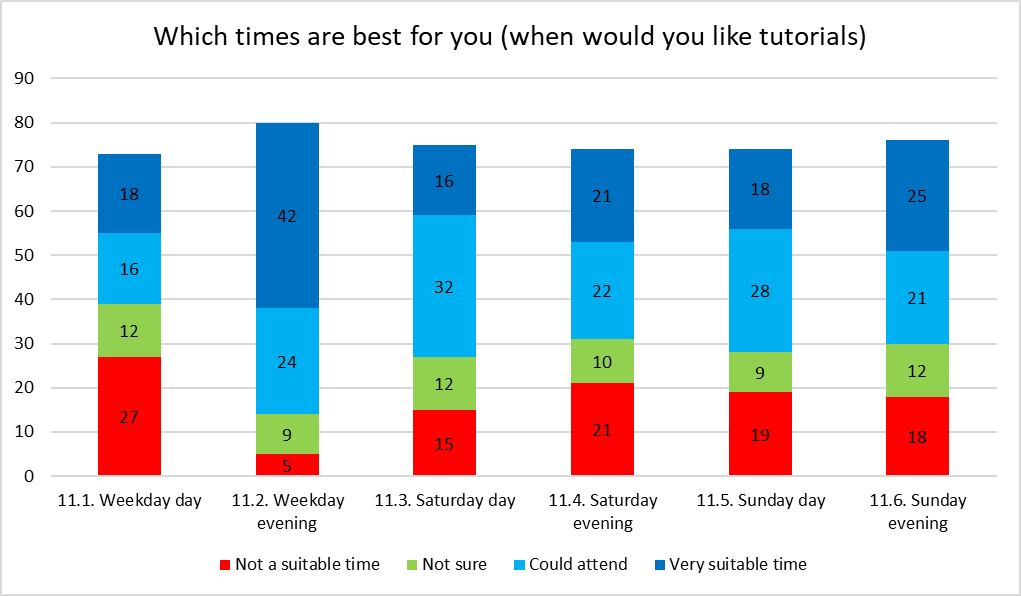 Which times are best for you (when would you like tutorials)
90
80
70
60
50
40
30
20
10
0
18
16
12
27
42
24
9
5
16
32
12
15
21
22
10
21
18
28
9
19
25
21
12
18
11.1. Weekday day
11.2. Weekday
evening
11.3. Saturday day
11.4. Saturday
evening
11.5. Sunday day
11.6. Sunday
evening
Not a suitable time
Not sure
Could attend
Very suitable time